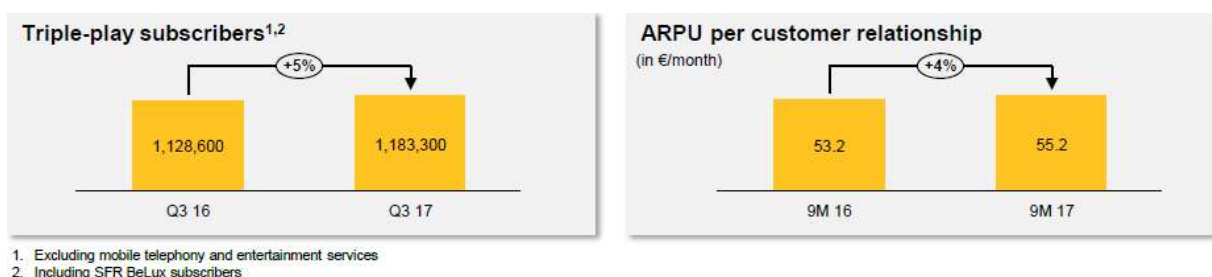 Triple-play subscribers1,2
+5%
1,128,600
1,183,300
Q3 16
Q3 17
ARPU per customer relationship
(in €/month)
+4%
53.2
55.2
9M 16
9M 17
1. Excluding mobile telephony and entertainment services
2. Including SFR BeLux subscribers